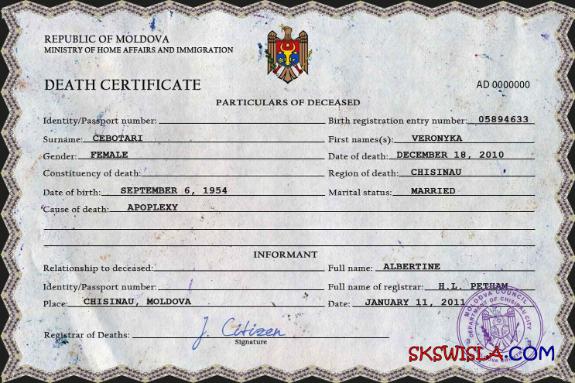 REPUBLIC OF MOLDOVA
MINISTRY OF HOME AFFAIRS AND IMMIGRATION
DEATH CERTIFICATE
AD 0000000
PARTICULARS OF DECEASED
Identity/Passport number: Birth registration entry number: 05894633
Surname: CEBOTARI First names(s): VERONYKA
Gender: FEMALE Date of death: DECEMBER 18, 2010
Constituency of death: Region of death: CHISINAU
Date of birth: SEPTEMBER 6, 1954 Marital status: MARRIED
Cause of death: APOPLEXY
INFORMANT
Relationship to deceased: Full name: ALBERTINE
Identity/Passport number: Full name of registrar: H.L. PETHAM
Place: CHISINAU, MOLDOVA Date: JANUARY 11, 2011
Registrar of Deaths: J. Citizen
Signature
MOLDOVA COUNCIL
SKSWISLA.COM